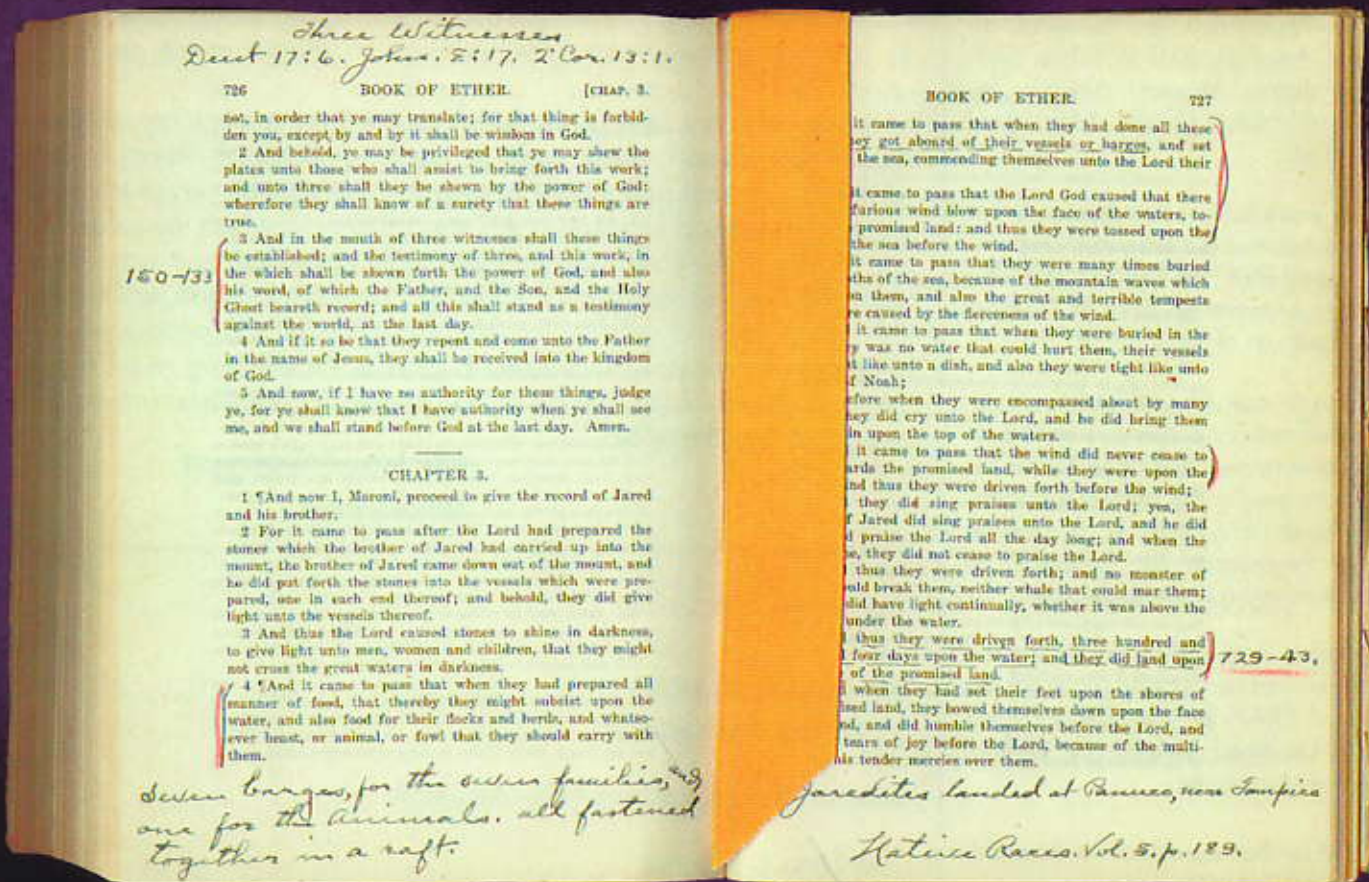 Three Witnesses
Deut 17:6. John. 8:17. 2 Cor. 13:1.
726 BOOK OF ETHER. [CHAP. 3.
not, in order that ye may translate; for that thing is forbid-
den you, except by and by it shall be wisdom in God.
2 And behold, ye may be privileged that ye may shew the
plates unto those who shall assist to bring forth this work;
and unto three shall they be shewn by the power of God:
wherefore they shall know of a surety that these things are
true.
3 And in the mouth of three witnesses shall these things
be established; and the testimony of three, and this work, in
the which shall be shewn forth the power of God, and also
his word, of which the Father, and the Son, and the Holy
Ghost beareth record; and all this shall stand as a testimony
against the world, at the last day.
4 And if it so be that they repent and come unto the Father
in the name of Jesus, they shall be received into the kingdom
of God.
5 And now, if I have no authority for these things, judge
ye, for ye shall know that I have authority when ye shall see
me, and we shall stand before God at the last day. Amen.
CHAPTER 3.
1 ¶And now I, Moroni, proceed to give the record of Jared
and his brother.
2 For it came to pass after the Lord had prepared the
stones which the brother of Jared had carried up into the
mount, the brother of Jared came down out of the mount, and
he did put forth the stones into the vessels which were pre-
pared, one in each end thereof; and behold, they did give
light unto the vessels thereof.
3 And thus the Lord caused stones to shine in darkness,
to give light unto men, women and children, that they might
not cross the great waters in darkness.
4 ¶And it came to pass that when they had prepared all
manner of food, that thereby they might subsist upon the
water, and also food for their flocks and herds, and whatso-
ever beast, or animal, or fowl that they should carry with
them.
seven barges, for the seven families, and
one for the animals. all fastened
together in a raft.
BOOK OF ETHER. 727
it came to pass that when they had done all these
ey got aboard of their vessels or barges, and set
the sea, commending themselves unto the Lord their
it came to pass that the Lord God caused that there
furious wind blow upon the face of the waters, to-
promised land: and thus they were tossed upon the
the sea before the wind.
it came to pass that they were many times buried
ths of the sea, because of the mountain waves which
n them, and also the great and terrible tempests
re caused by the fierceness of the wind.
it came to pass that when they were buried in the
y was no water that could hurt them, their vessels
t like unto a dish, and also they were tight like unto
f Noah;
efore when they were encompassed about by many
hey did cry unto the Lord, and he did bring them
in upon the top of the waters.
it came to pass that the wind did never cease to
ards the promised land, while they were upon the
nd thus they were driven forth before the wind;
they did sing praises unto the Lord; yea, the
f Jared did sing praises unto the Lord, and he did
d praise the Lord all the day long; and when the
e, they did not cease to praise the Lord.
thus they were driven forth; and no monster of
uld break them, neither whale that could mar them;
did have light continually, whether it was above the
under the water.
thus they were driven forth, three hundred and
four days upon the water; and they did land upon 729-43.
of the promised land.
when they had set their feet upon the shores of
ised land, they bowed themselves down upon the face
nd, and did humble themselves before the Lord, and
tears of joy before the Lord, because of the multi-
his tender mercies over them.
Jaredites landed at Panuco, near Tampico
Native Races. Vol. 5. p. 189.